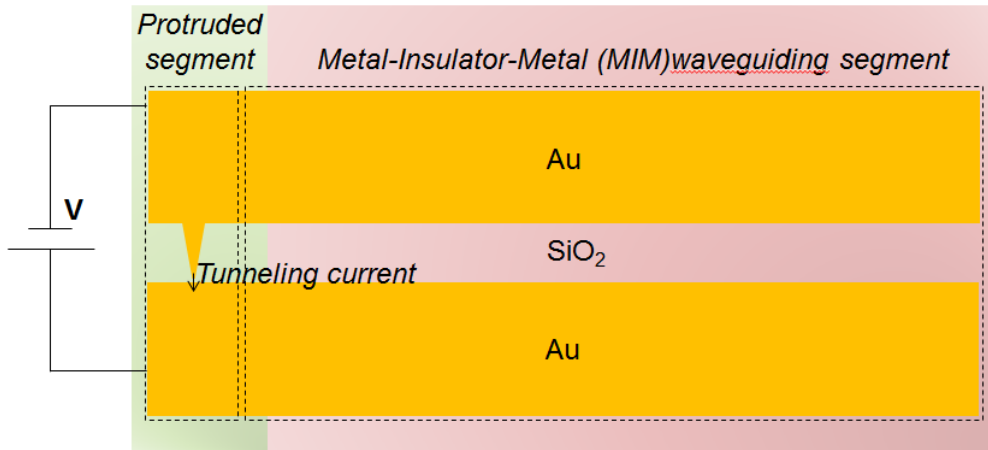 Protruded
segment
Metal-Insulator-Metal (MIM)waveguiding segment
Au
V
SiO₂
Tunneling current
Au